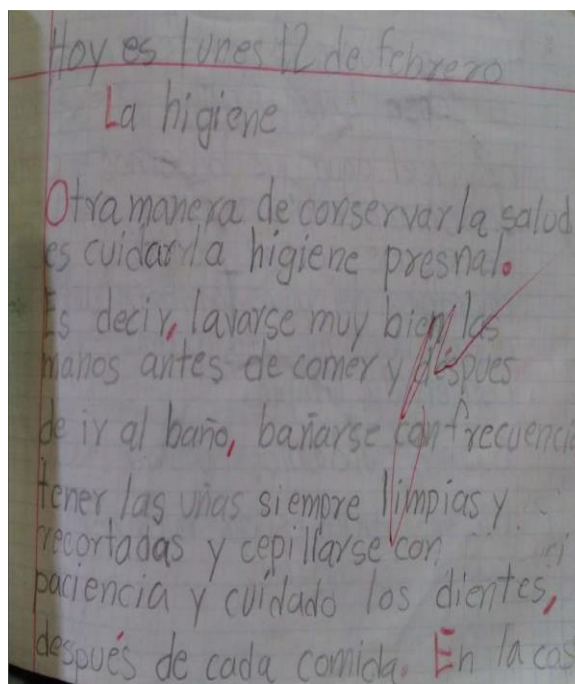 Hoy es lunes 12 de febrero
La higiene
Otra manera de conservar la salud
es cuidar la higiene presnal.
Es decir, lavarse muy bien las
manos antes de comer y despues
de ir al baño, bañarse con frecuencia
tener las uñas siempre limpias y
recortadas y cepillarse con
paciencia y cuidado los dientes,
después de cada comida. En la cas